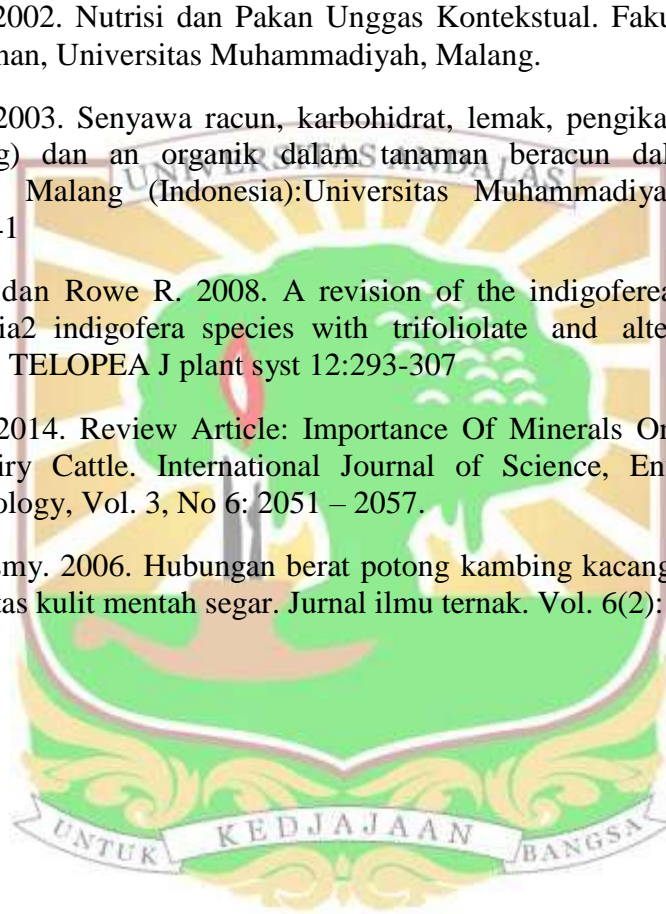 2002. Nutrisi dan Pakan Unggas Kontekstual. Faku
nan, Universitas Muhammadiyah, Malang.
2003. Senyawa racun, karbohidrat, lemak, pengika
g) dan an organik dalam tanaman beracun dal
Malang (Indonesia):Universitas Muhammadiya
-1
dan Rowe R. 2008. A revision of the indigoferea
ia2 indigofera species with trifoliolate and alte
TELOPEA J plant syst 12:293-307
2014. Review Article: Importance Of Minerals On
iry Cattle. International Journal of Science, En
ology, Vol. 3, No 6: 2051 – 2057.
smy. 2006. Hubungan berat potong kambing kacang
tas kulit mentah segar. Jurnal ilmu ternak. Vol. 6(2):
UNIVERSITAS ANDALAS
UNTUK KEDJAJAAN BANGSA